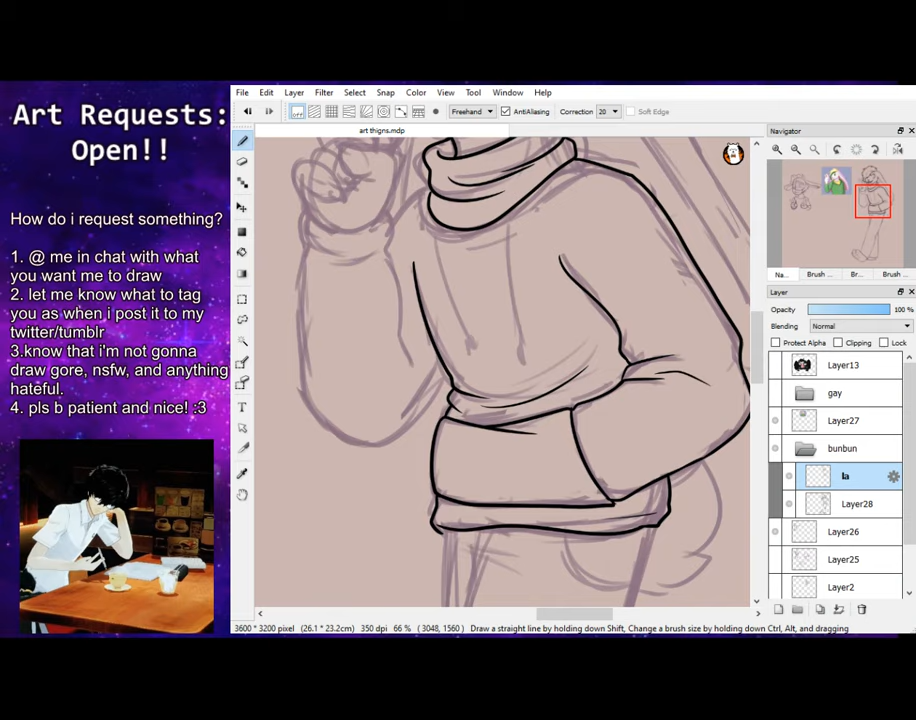 Art Requests:
Open!!
How do i request something?
1. @ me in chat with what
you want me to draw
2. let me know what to tag
you as when i post it to my
twitter/tumblr
3.know that i'm not gonna
draw gore, nsfw, and anything
hateful.
4. pls b patient and nice! :3
File Edit Layer Filter Select Snap Color View Tool Window Help
off Freehand AntiAliasing Correction 20 Soft Edge
art thigns.mdp
Navigator
Na... Brush ... Br... Brush ...
Layer
Opacity 100 %
Blending Normal
Protect Alpha Clipping Lock
Layer13
gay
Layer27
bunbun
la
Layer28
Layer26
Layer25
Layer2
3600 * 3200 pixel (26.1 * 23.2cm) 350 dpi 66 % ( 3048, 1560 ) Draw a straight line by holding down Shift, Change a brush size by holding down Ctrl, Alt, and dragging